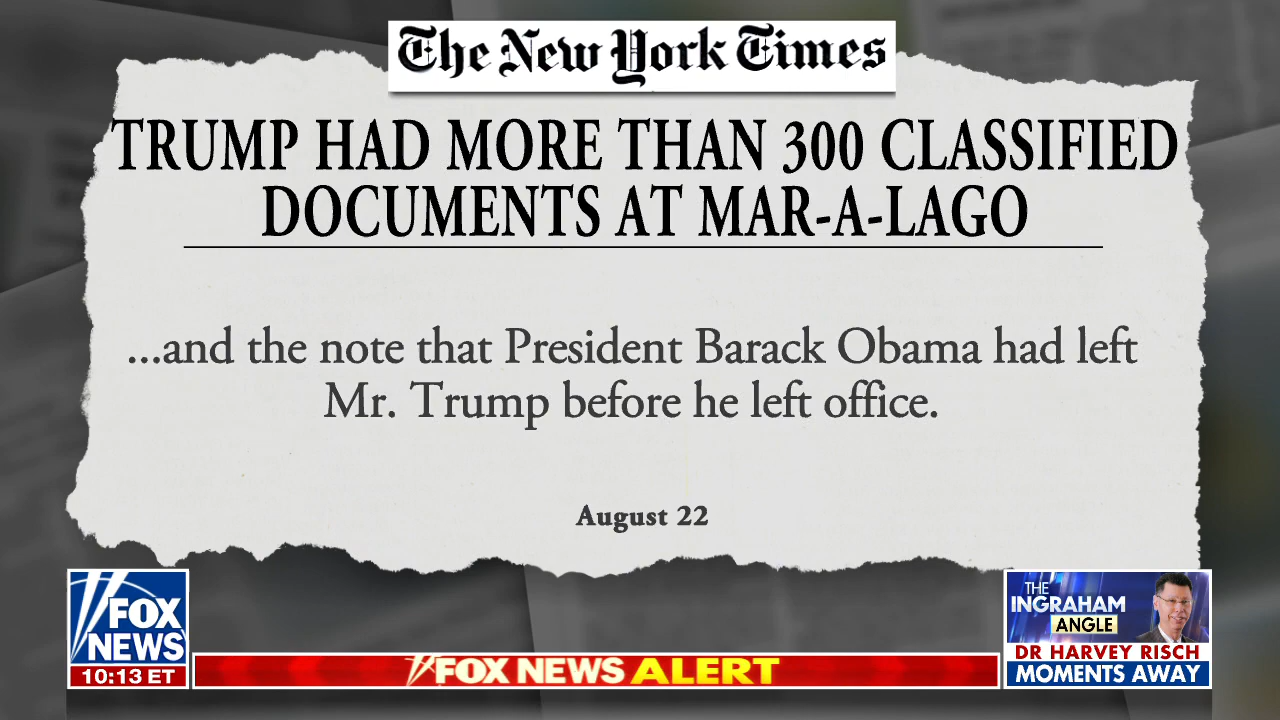 The New York Times
TRUMP HAD MORE THAN 300 CLASSIFIED
DOCUMENTS AT MAR-A-LAGO
...and the note that President Barack Obama had left
Mr. Trump before he left office.
August 22
FOX
NEWS
10:13 ET
FOX NEWS ALERT
THE
INGRAHAM
ANGLE
DR HARVEY RISCH
MOMENTS AWAY